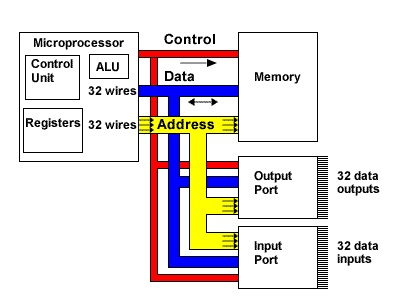 Microprocessor
Control
Unit
ALU
32 wires
Registers
32 wires
Control
Data
Address
Memory
Output
Port
32 data
outputs
Input
Port
32 data
inputs